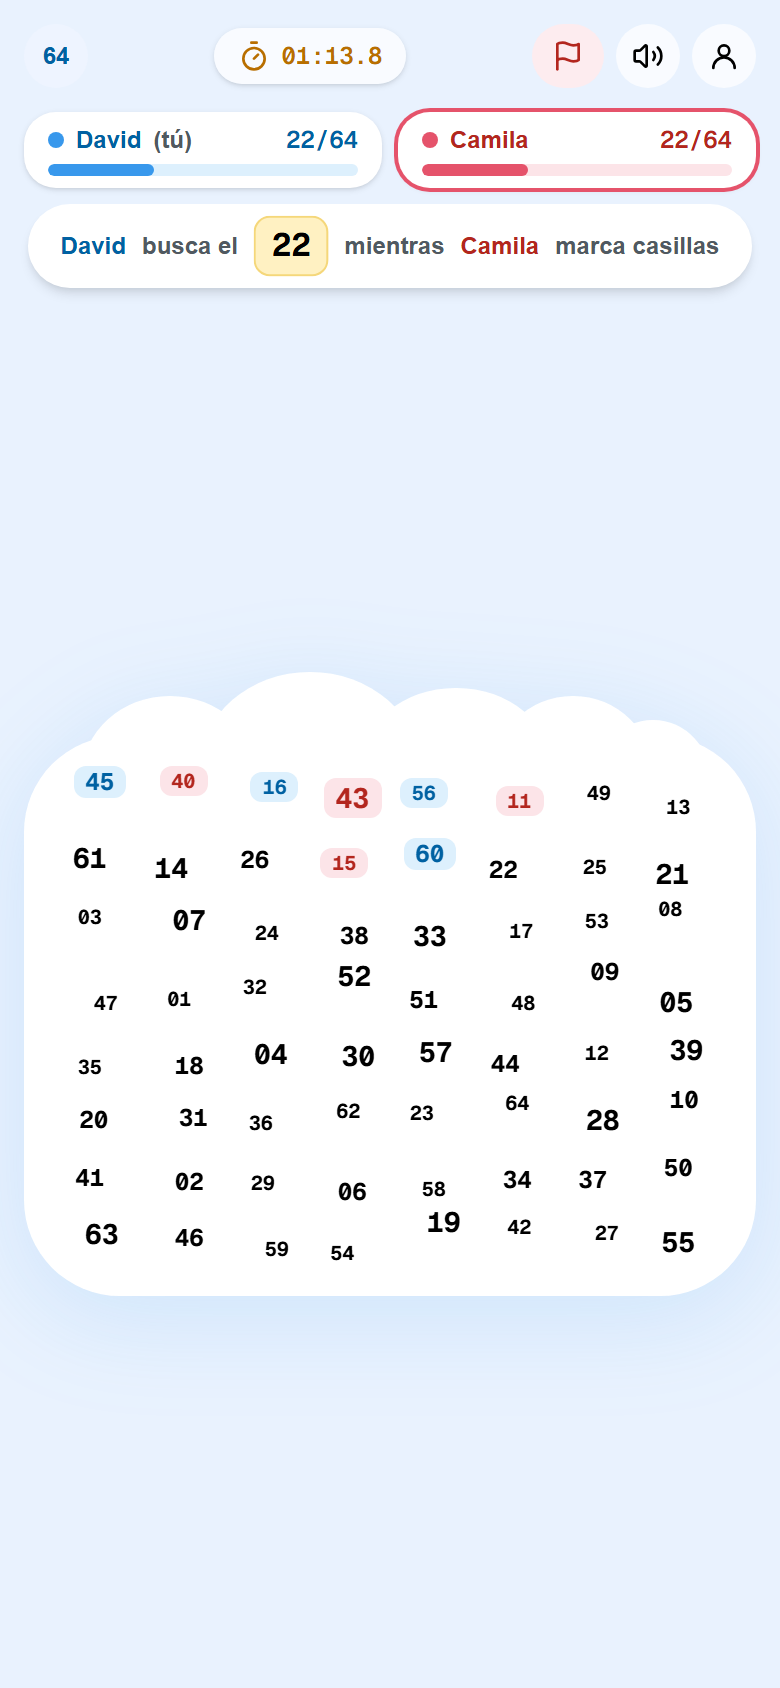 64 01:13.8
David (tú) 22/64 Camila 22/64
David busca el 22 mientras Camila marca casillas
45 40 16 43 56 11 49 13
61 14 26 15 60 22 25 21
03 07 24 38 33 17 53 08
47 01 32 52 51 48 09 05
35 18 04 30 57 44 12 39
20 31 36 62 23 64 28 10
41 02 29 06 58 34 37 50
63 46 59 54 19 42 27 55